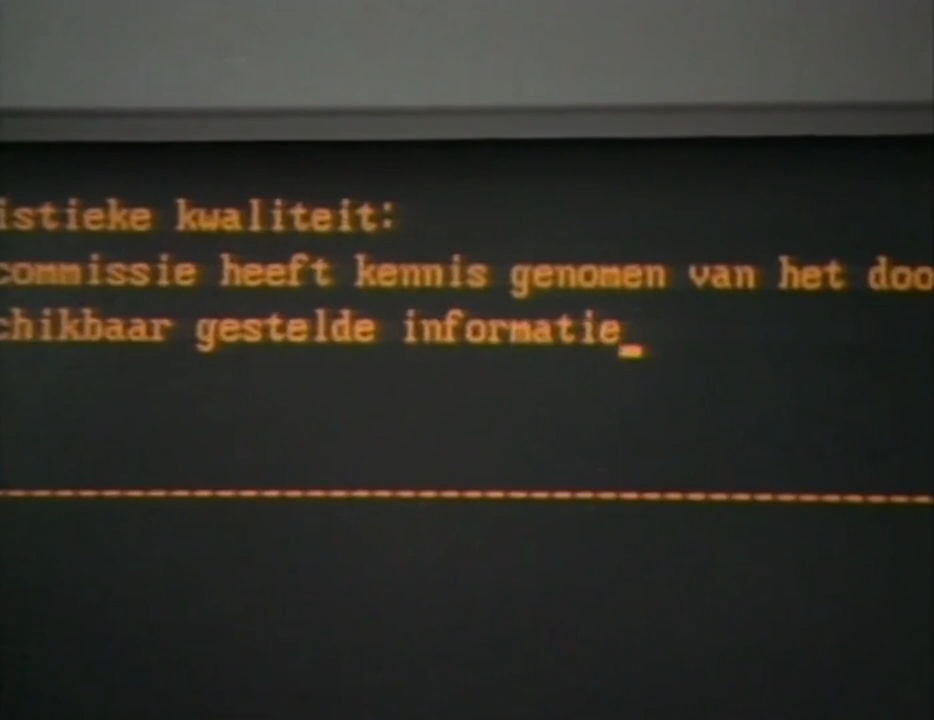 istieke kwaliteit:
commissie heeft kennis genomen van het doo
chikbaar gestelde informatie_